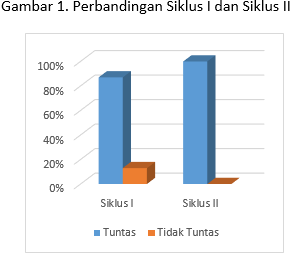 Gambar 1. Perbandingan Siklus I dan Siklus II
100%
80%
60%
40%
20%
0%
Siklus I Siklus II
Tuntas Tidak Tuntas